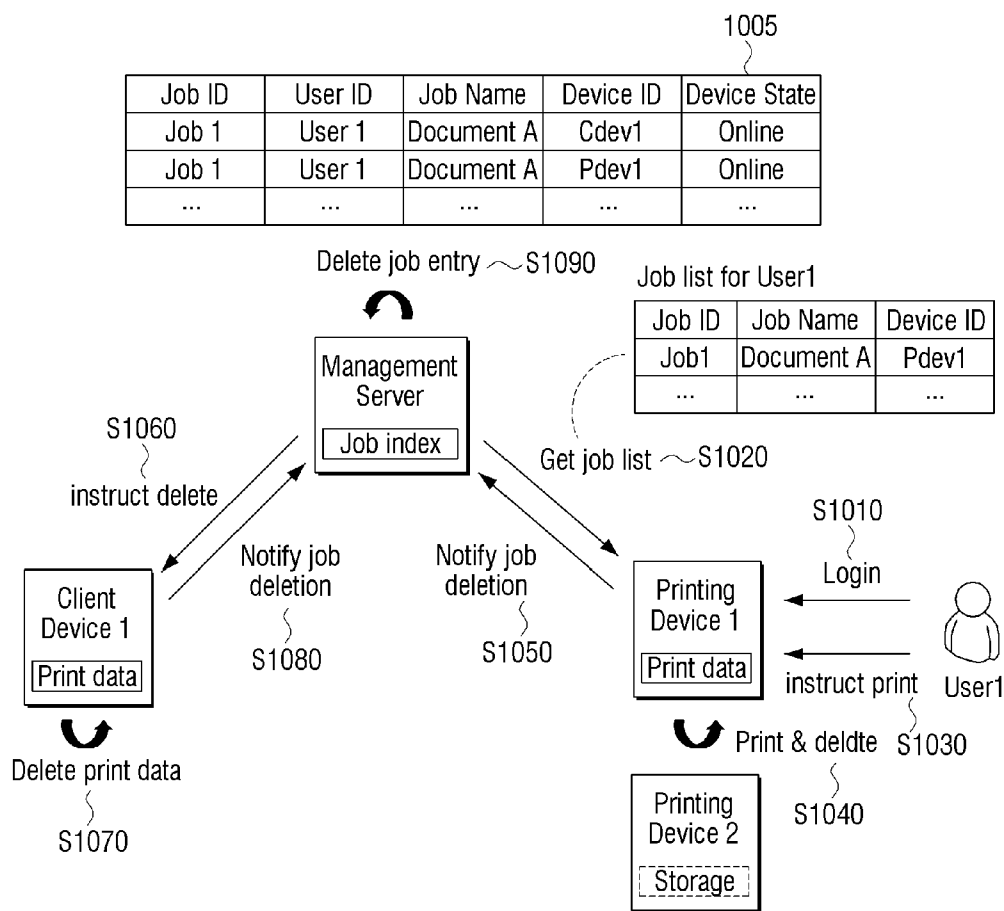 1005
Job ID User ID Job Name Device ID Device State
Job 1 User 1 Document A Cdev1 Online
Job 1 User 1 Document A Pdev1 Online
... ... ... ... ...
Delete job entry S1090
Job list for User1
Job ID Job Name Device ID
Job1 Document A Pdev1
... ... ...
Management
Server
Job index
S1060
instruct delete
Get job list S1020
S1010
Login
Notify job
deletion
S1080
Notify job
deletion
S1050
Client
Device 1
Print data
Printing
Device 1
Print data
instruct print
User1
S1030
Delete print data
S1070
Print & deldte
S1040
Printing
Device 2
Storage